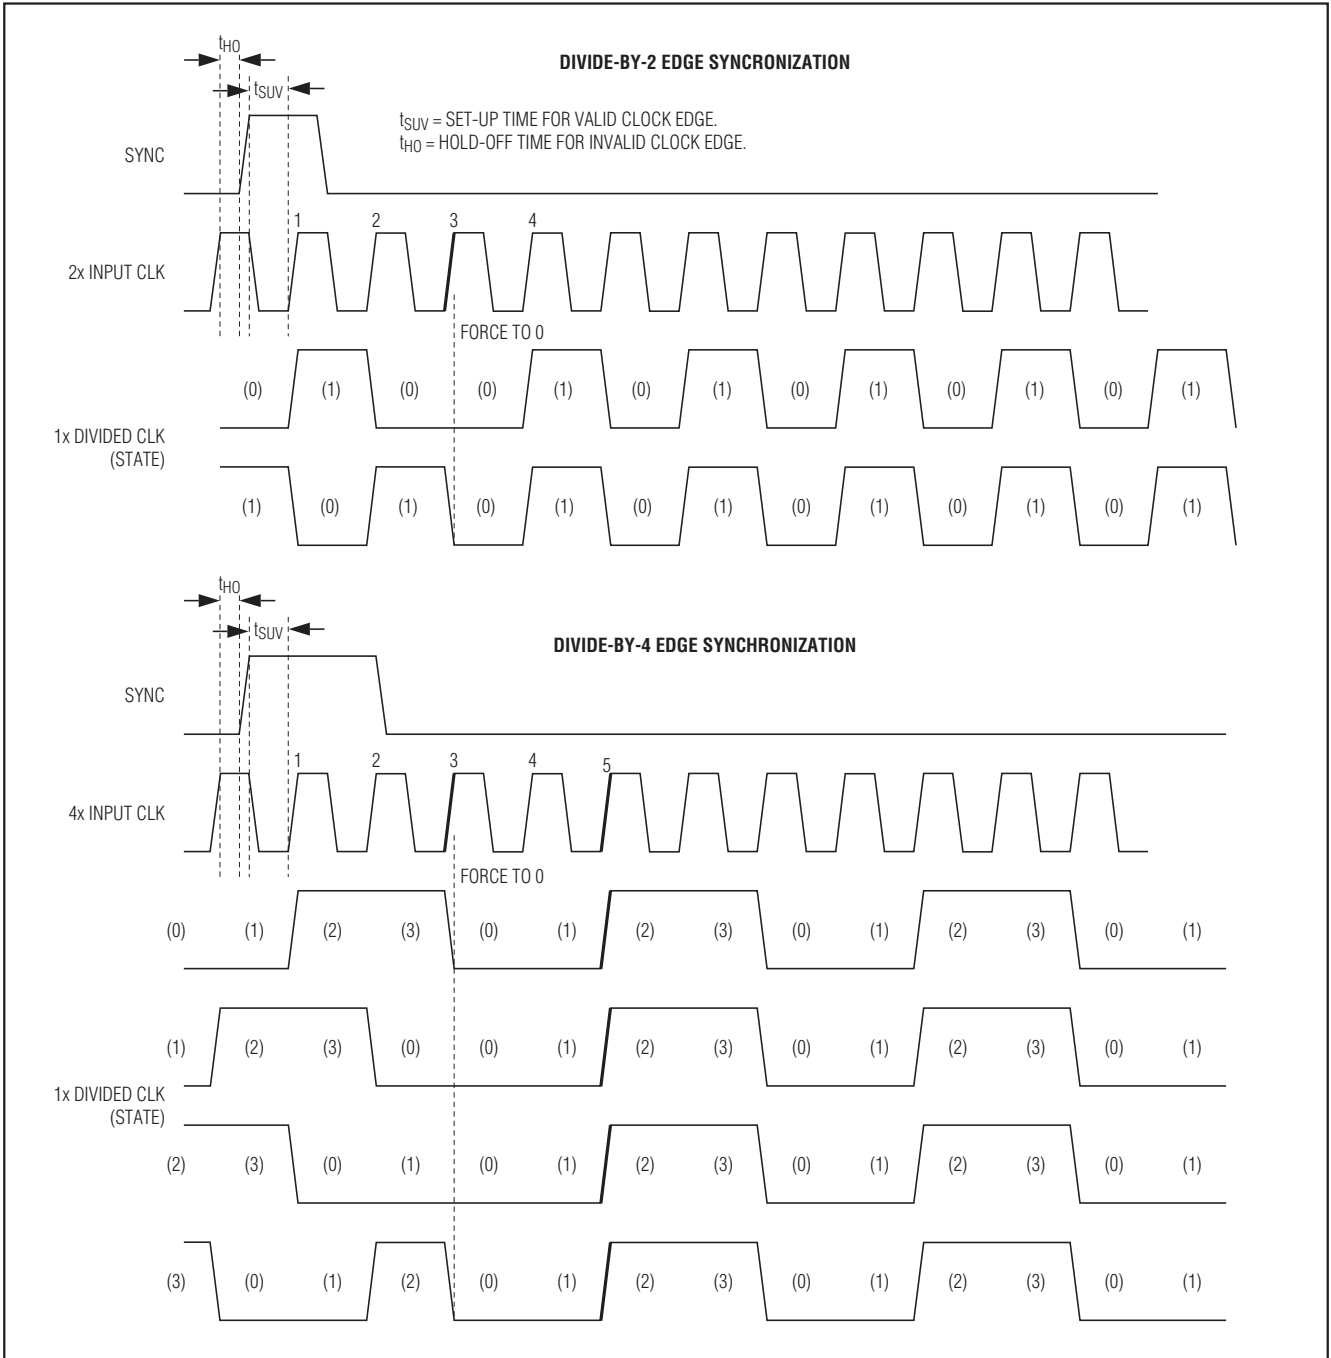 tHO
DIVIDE-BY-2 EDGE SYNCRONIZATION
tSUV
tSUV = SET-UP TIME FOR VALID CLOCK EDGE.
tHO = HOLD-OFF TIME FOR INVALID CLOCK EDGE.
SYNC
1 2 3 4
2x INPUT CLK
FORCE TO 0
(0) (1) (0) (0) (1) (0) (1) (0) (1) (0) (1) (0) (1)
1x DIVIDED CLK
(STATE)
(1) (0) (1) (0) (1) (0) (1) (0) (1) (0) (1) (0) (1)
tHO
tSUV
DIVIDE-BY-4 EDGE SYNCHRONIZATION
SYNC
1 2 3 4 5
4x INPUT CLK
FORCE TO 0
(0) (1) (2) (3) (0) (1) (2) (3) (0) (1) (2) (3) (0) (1)
(1) (2) (3) (0) (0) (1) (2) (3) (0) (1) (2) (3) (0) (1)
1x DIVIDED CLK
(STATE)
(2) (3) (0) (1) (0) (1) (2) (3) (0) (1) (2) (3) (0) (1)
(3) (0) (1) (2) (0) (1) (2) (3) (0) (1) (2) (3) (0) (1)